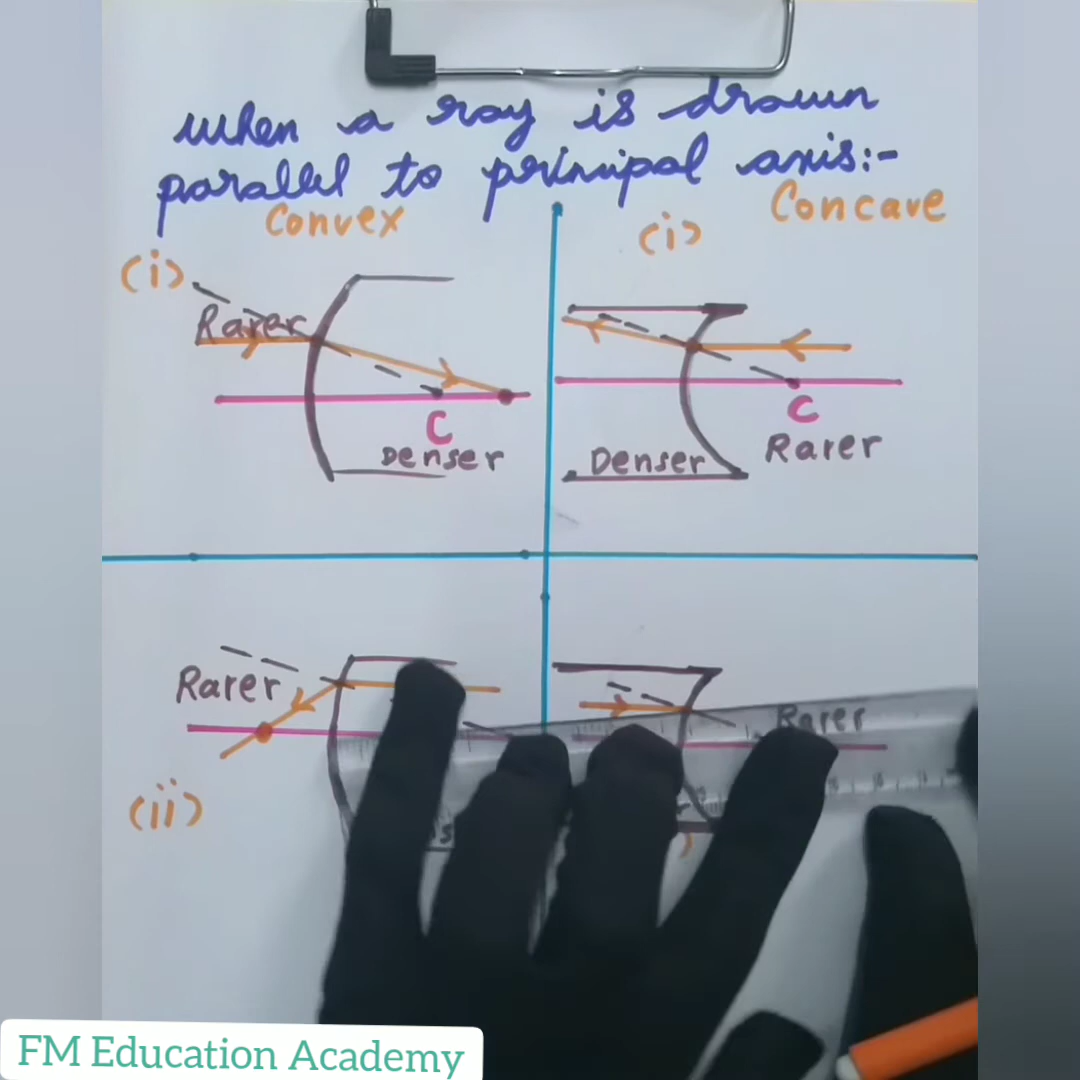 when a ray is drawn
parallel to principal axis:-
Convex
Concave
(i)
(i)
Rarer
C
C
Denser
Denser
Rarer
Rarer
Rarer
(ii)
FM Education Academy